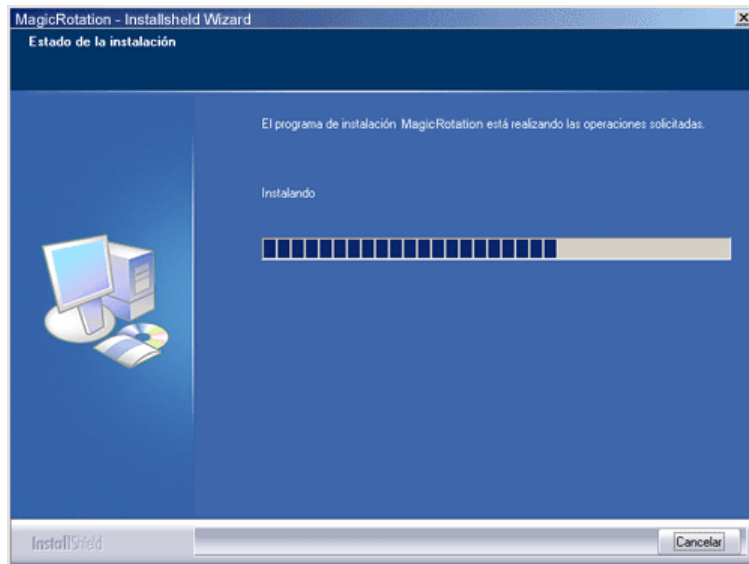 MagicRotation - Installsheld Wizard
Estado de la instalación
El programa de instalación MagicRotation está realizando las operaciones solicitadas.
Instalando
InstallShield
Cancelar